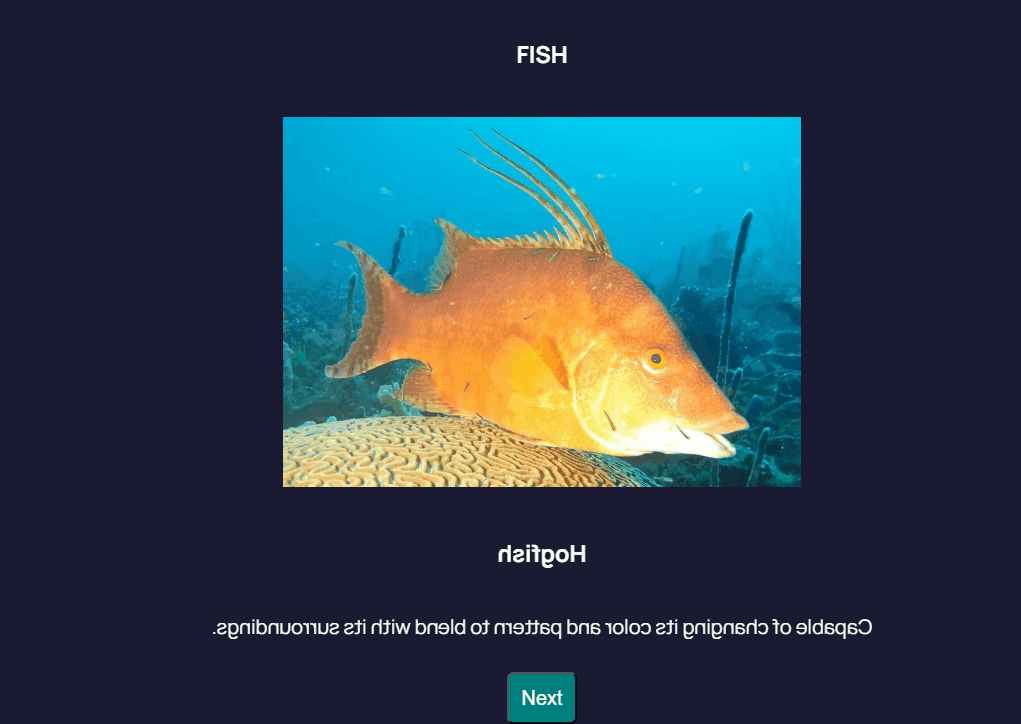 FISH
Hogfish
Capable of changing its color and pattern to blend with its surroundings.
Next